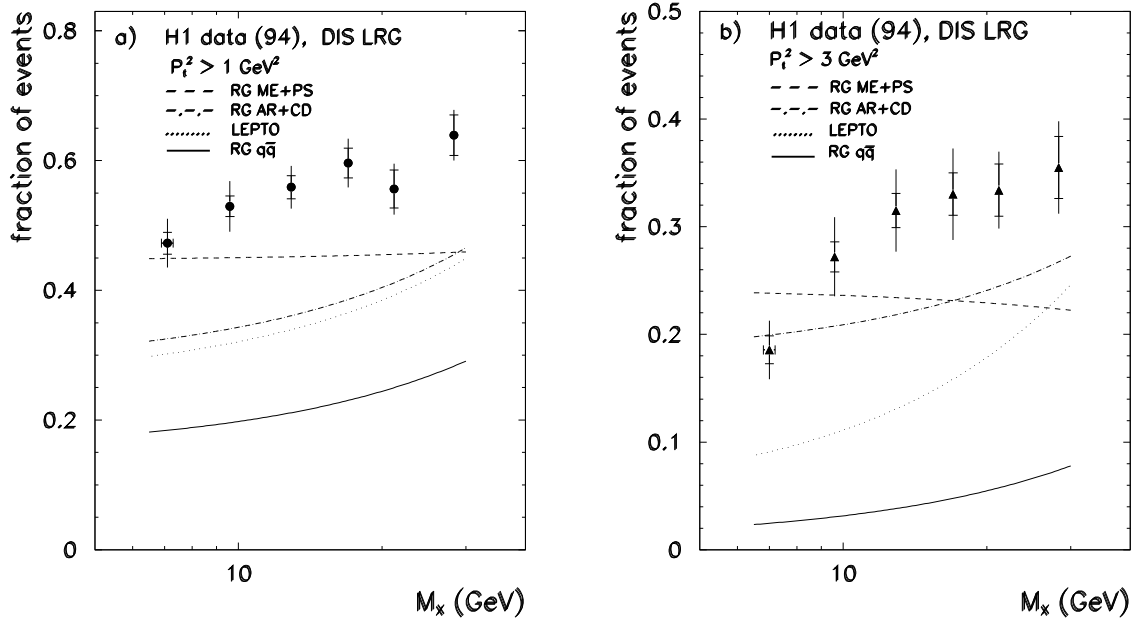 a) H1 data (94), DIS LRG
P_t^2 > 1 GeV^2
RG ME+PS
RG AR+CD
LEPTO
RG qq̅
fraction of events
0.8
0.6
0.4
0.2
0
10
M_x (GeV)
b) H1 data (94), DIS LRG
P_t^2 > 3 GeV^2
RG ME+PS
RG AR+CD
LEPTO
RG qq̅
fraction of events
0.5
0.4
0.3
0.2
0.1
0
10
M_x (GeV)